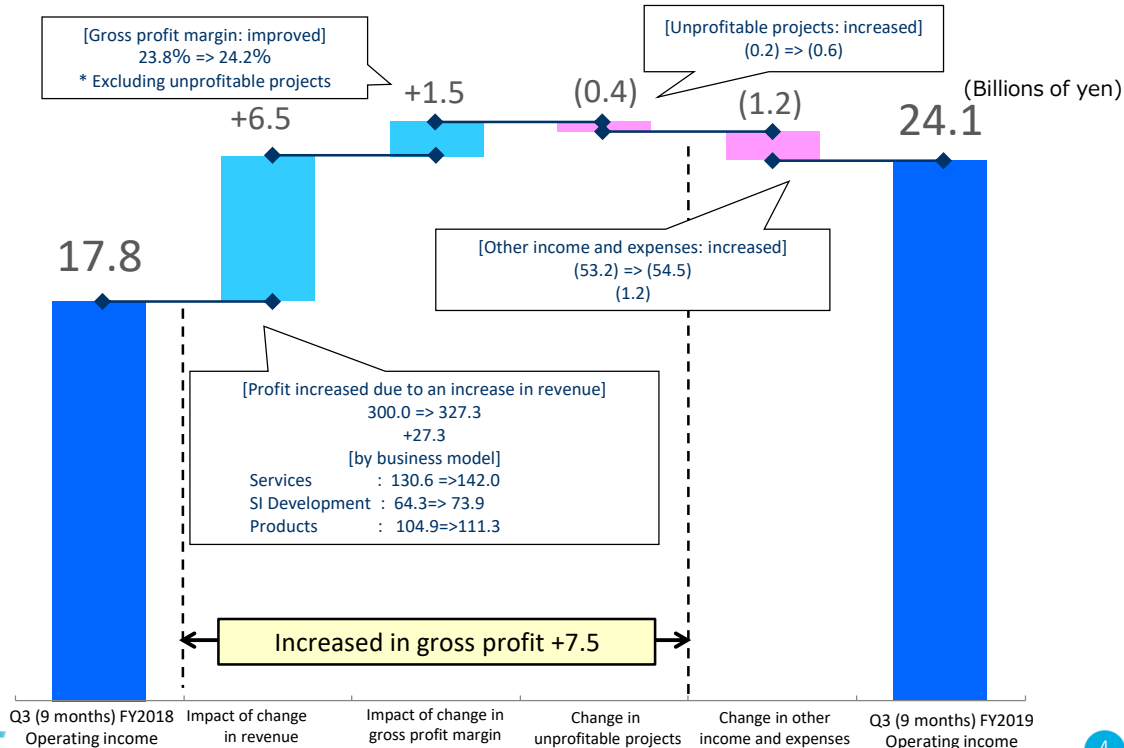 [Gross profit margin: improved]
23.8% => 24.2%
* Excluding unprofitable projects
[Unprofitable projects: increased]
(0.2) => (0.6)
(Billions of yen)
17.8
+6.5
+1.5
(0.4)
(1.2)
24.1
[Other income and expenses: increased]
(53.2) => (54.5)
(1.2)
[Profit increased due to an increase in revenue]
300.0 => 327.3
+27.3
[by business model]
Services : 130.6 =>142.0
SI Development : 64.3=> 73.9
Products : 104.9=>111.3
Increased in gross profit +7.5
Q3 (9 months) FY2018
Operating income
Impact of change
in revenue
Impact of change in
gross profit margin
Change in
unprofitable projects
Change in other
income and expenses
Q3 (9 months) FY2019
Operating income
4